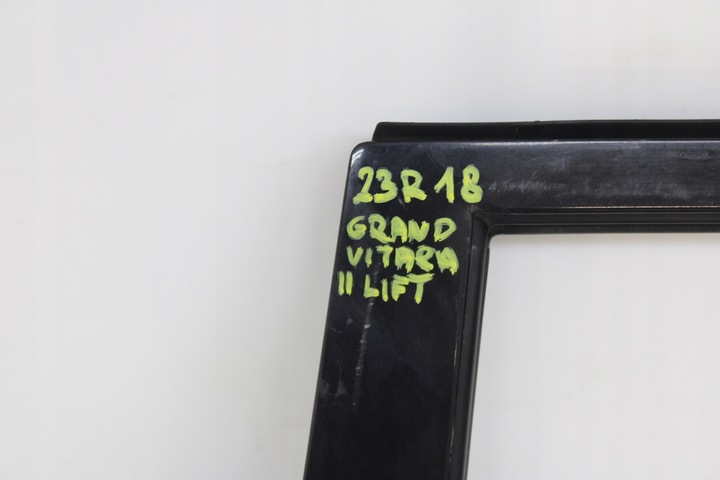 23R18
GRAND
VITARA
II LIFT